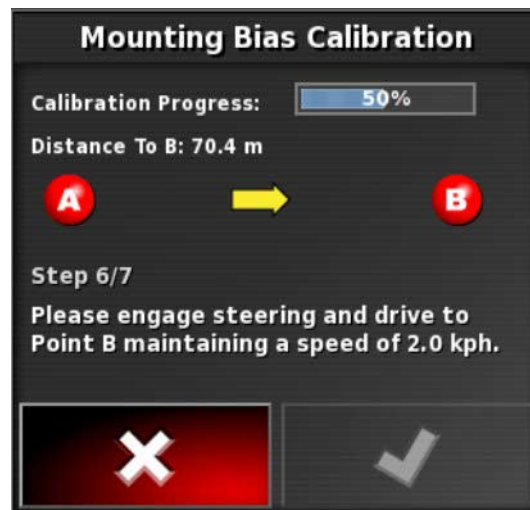 Mounting Bias Calibration
Calibration Progress: 50%
Distance To B: 70.4 m
A B
Step 6/7
Please engage steering and drive to
Point B maintaining a speed of 2.0 kph.